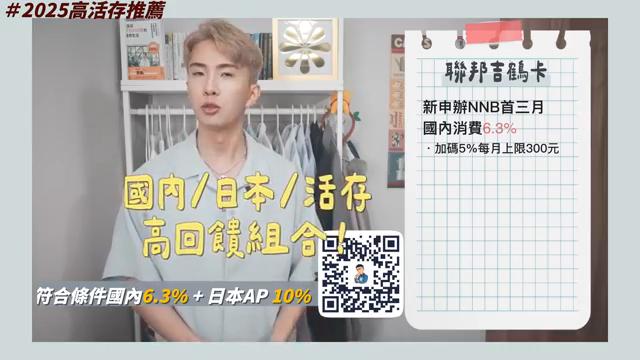 #2025高活存推薦
聯邦吉鶴卡
新申辦NNB首三月
國內消費6.3%
·加碼5%每月上限300元
國內/日本/活存
高回饋組合!
符合條件國內6.3% + 日本AP 10%